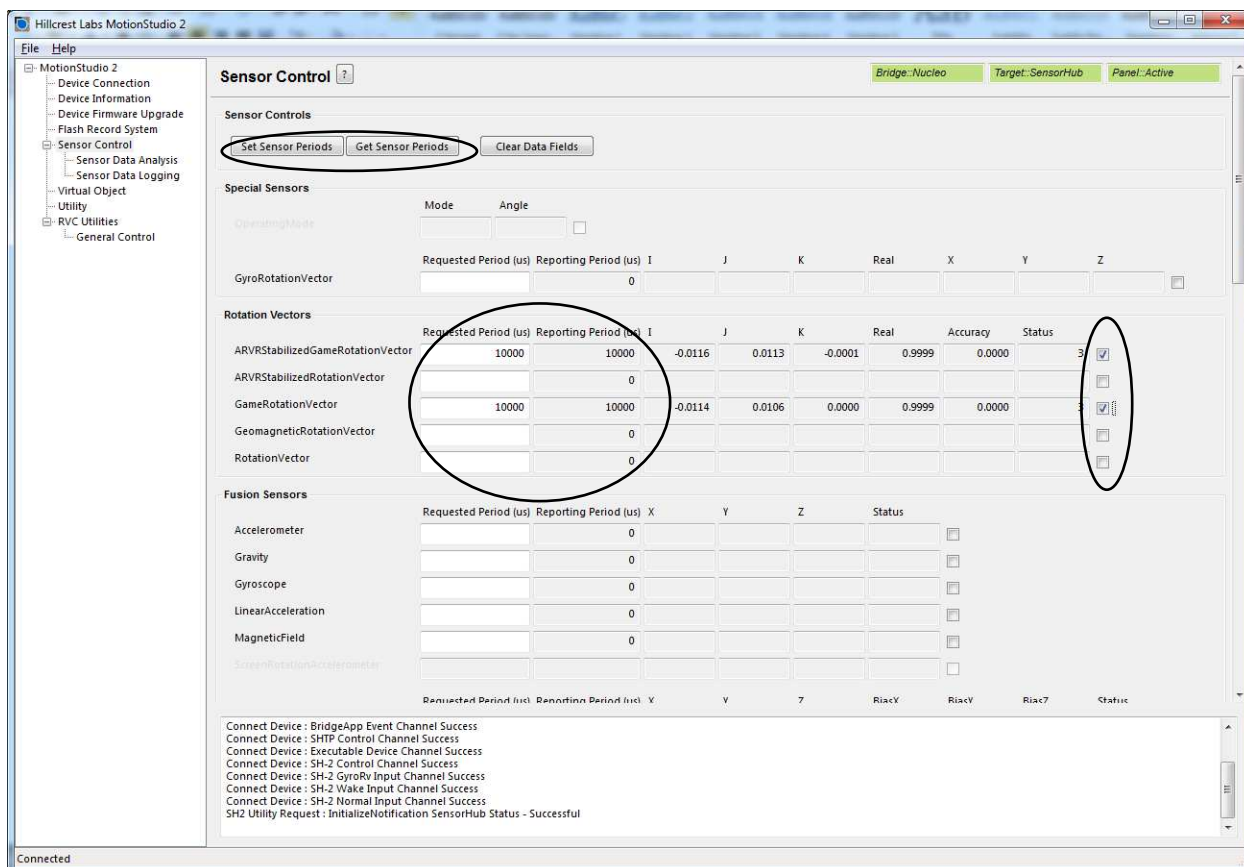 Hillcrest Labs MotionStudio 2
File Help
MotionStudio 2
Device Connection
Device Information
Device Firmware Upgrade
Flash Record System
Sensor Control
Sensor Data Analysis
Sensor Data Logging
Virtual Object
Utility
RVC Utilities
General Control
Sensor Control ?
Bridge::Nucleo Target::SensorHub Panel::Active
Sensor Controls
Set Sensor Periods Get Sensor Periods Clear Data Fields
Special Sensors
Mode Angle
OperatingMode
Requested Period (us) Reporting Period (us) I J K Real X Y Z
GyroRotationVector 0
Rotation Vectors
Requested Period (us) Reporting Period (us) I J K Real Accuracy Status
ARVRStabilizedGameRotationVector 10000 10000 -0.0116 0.0113 -0.0001 0.9999 0.0000 3
ARVRStabilizedRotationVector 0
GameRotationVector 10000 10000 -0.0114 0.0106 0.0000 0.9999 0.0000 3
GeomagneticRotationVector 0
RotationVector 0
Fusion Sensors
Requested Period (us) Reporting Period (us) X Y Z Status
Accelerometer 0
Gravity 0
Gyroscope 0
LinearAcceleration 0
MagneticField 0
ScreenRotationAccelerometer
Requested Period (us) Reporting Period (us) X Y Z BiasX BiasY BiasZ Status
Connect Device : BridgeApp Event Channel Success
Connect Device : SHTP Control Channel Success
Connect Device : Executable Device Channel Success
Connect Device : SH-2 Control Channel Success
Connect Device : SH-2 GyroRv Input Channel Success
Connect Device : SH-2 Wake Input Channel Success
Connect Device : SH-2 Normal Input Channel Success
SH2 Utility Request : InitializeNotification SensorHub Status - Successful
Connected